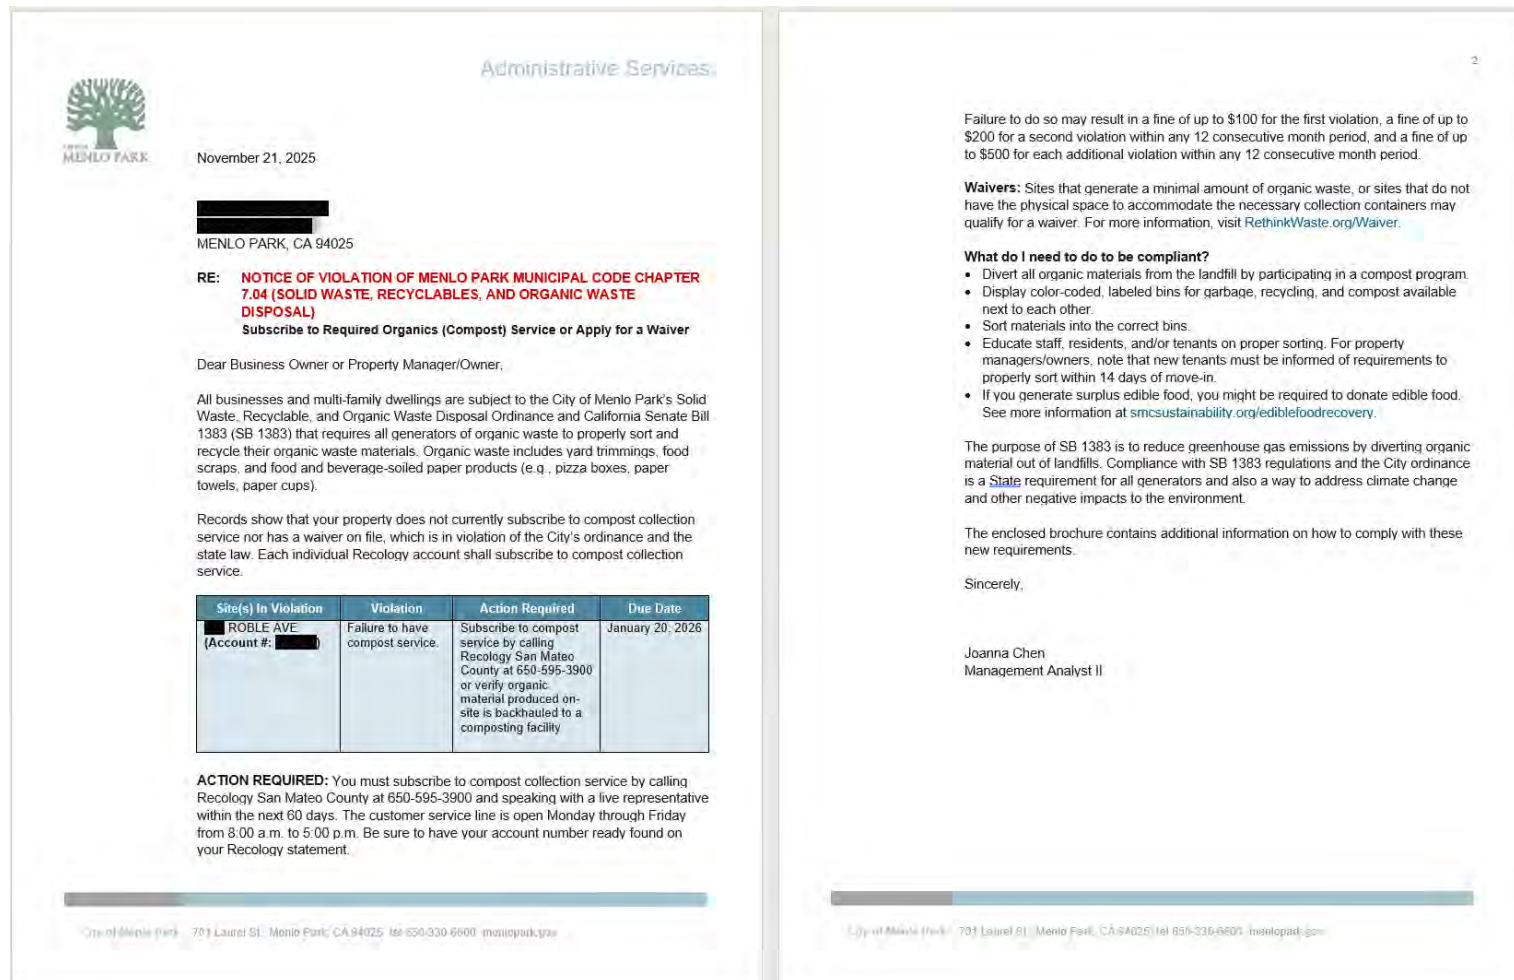 Administrative Services
MENLO PARK
November 21, 2025
MENLO PARK, CA 94025
RE: NOTICE OF VIOLATION OF MENLO PARK MUNICIPAL CODE CHAPTER
7.04 (SOLID WASTE, RECYCLABLES, AND ORGANIC WASTE
DISPOSAL)
Subscribe to Required Organics (Compost) Service or Apply for a Waiver
Dear Business Owner or Property Manager/Owner,
All businesses and multi-family dwellings are subject to the City of Menlo Park's Solid
Waste, Recyclable, and Organic Waste Disposal Ordinance and California Senate Bill
1383 (SB 1383) that requires all generators of organic waste to properly sort and
recycle their organic waste materials. Organic waste includes yard trimmings, food
scraps, and food and beverage-soiled paper products (e.g., pizza boxes, paper
towels, paper cups).
Records show that your property does not currently subscribe to compost collection
service nor has a waiver on file, which is in violation of the City's ordinance and the
state law. Each individual Recology account shall subscribe to compost collection
service.
Site(s) In Violation Violation Action Required Due Date
ROBLE AVE Failure to have Subscribe to compost January 20, 2026
(Account #: ) compost service. service by calling
Recology San Mateo
County at 650-595-3900
or verify organic
material produced on-
site is backhauled to a
composting facility
ACTION REQUIRED: You must subscribe to compost collection service by calling
Recology San Mateo County at 650-595-3900 and speaking with a live representative
within the next 60 days. The customer service line is open Monday through Friday
from 8:00 a.m. to 5:00 p.m. Be sure to have your account number ready found on
your Recology statement.
City of Menlo Park 701 Laurel St., Menlo Park, CA 94025 tel 650-330-6600 menlopark.gov
2
Failure to do so may result in a fine of up to $100 for the first violation, a fine of up to
$200 for a second violation within any 12 consecutive month period, and a fine of up
to $500 for each additional violation within any 12 consecutive month period.
Waivers: Sites that generate a minimal amount of organic waste, or sites that do not
have the physical space to accommodate the necessary collection containers may
qualify for a waiver. For more information, visit RethinkWaste.org/Waiver.
What do I need to do to be compliant?
• Divert all organic materials from the landfill by participating in a compost program.
• Display color-coded, labeled bins for garbage, recycling, and compost available
next to each other.
• Sort materials into the correct bins.
• Educate staff, residents, and/or tenants on proper sorting. For property
managers/owners, note that new tenants must be informed of requirements to
properly sort within 14 days of move-in.
• If you generate surplus edible food, you might be required to donate edible food.
See more information at smcsustainability.org/ediblefoodrecovery.
The purpose of SB 1383 is to reduce greenhouse gas emissions by diverting organic
material out of landfills. Compliance with SB 1383 regulations and the City ordinance
is a State requirement for all generators and also a way to address climate change
and other negative impacts to the environment.
The enclosed brochure contains additional information on how to comply with these
new requirements.
Sincerely,
Joanna Chen
Management Analyst II
City of Menlo Park 701 Laurel St., Menlo Park, CA 94025 tel 650-330-6600 menlopark.gov